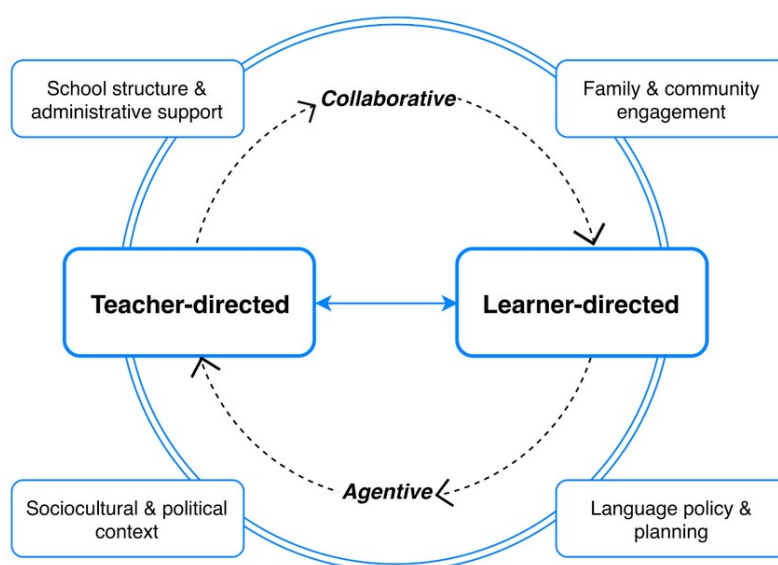 School structure &
administrative support
Family & community
engagement
Collaborative
Teacher-directed
Learner-directed
Agentive
Sociocultural & political
context
Language policy &
planning